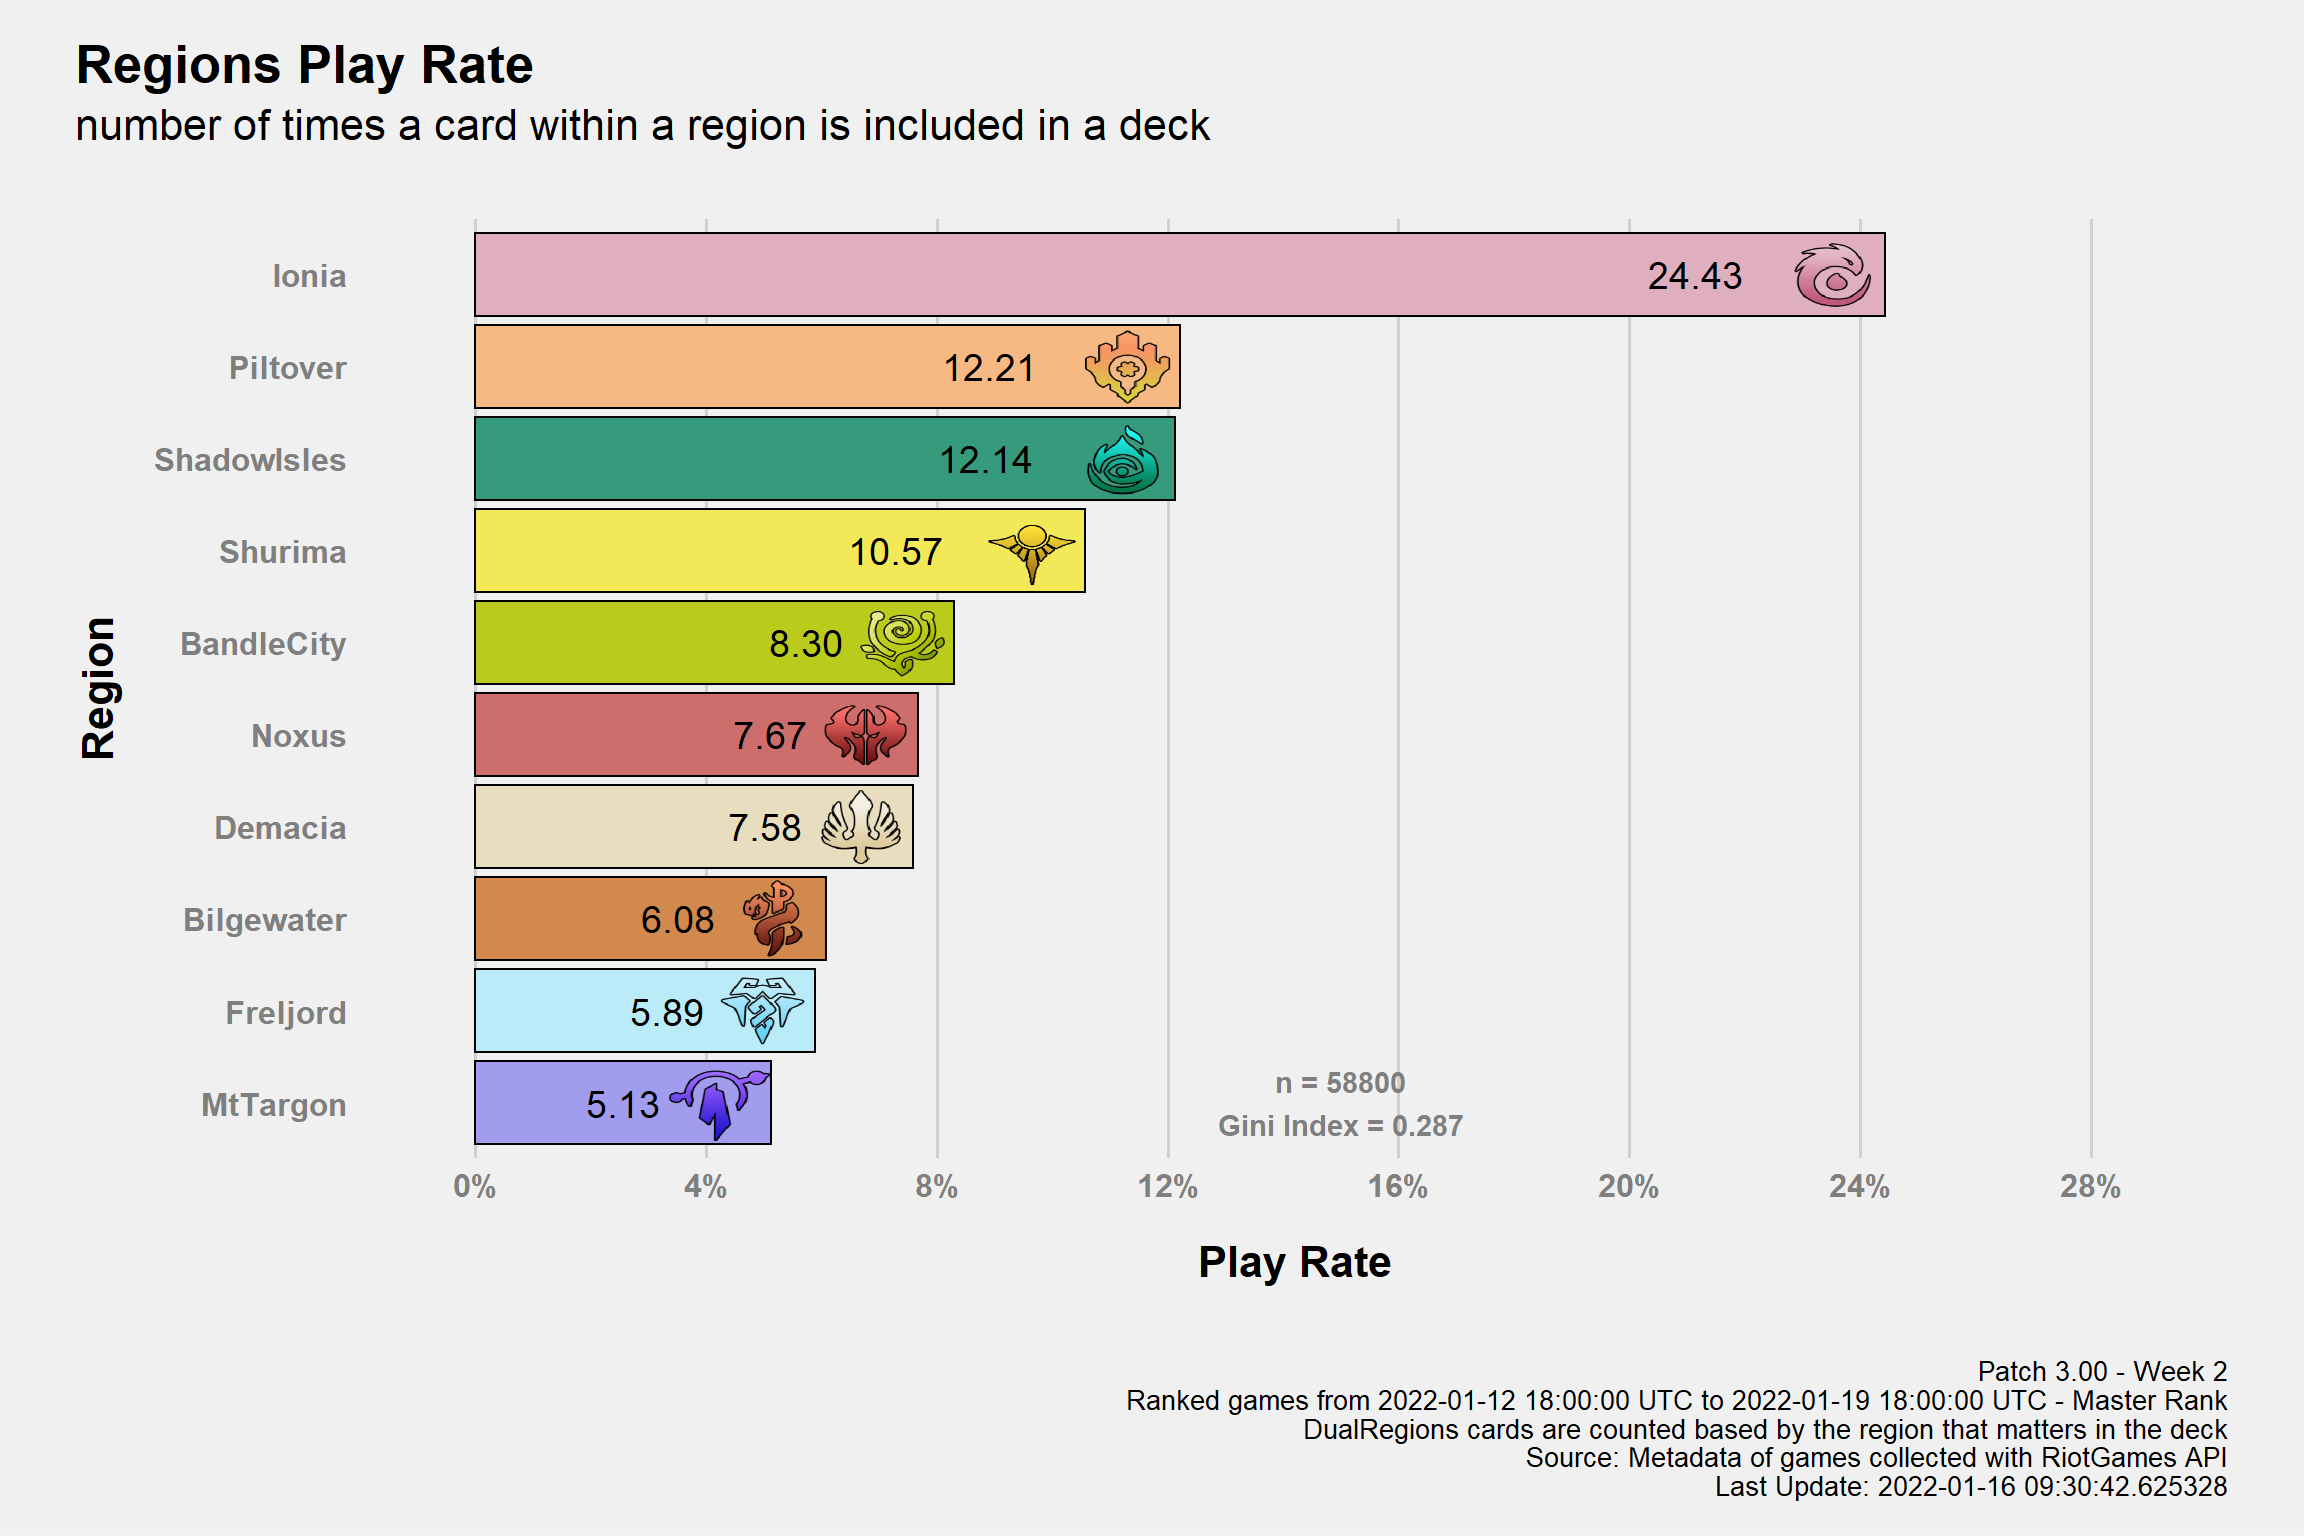 Regions Play Rate
number of times a card within a region is included in a deck
Region
Ionia 24.43
Piltover 12.21
ShadowIsles 12.14
Shurima 10.57
BandleCity 8.30
Noxus 7.67
Demacia 7.58
Bilgewater 6.08
Freljord 5.89
MtTargon 5.13
n = 58800
Gini Index = 0.287
0% 4% 8% 12% 16% 20% 24% 28%
Play Rate
Patch 3.00 - Week 2
Ranked games from 2022-01-12 18:00:00 UTC to 2022-01-19 18:00:00 UTC - Master Rank
DualRegions cards are counted based by the region that matters in the deck
Source: Metadata of games collected with RiotGames API
Last Update: 2022-01-16 09:30:42.625328